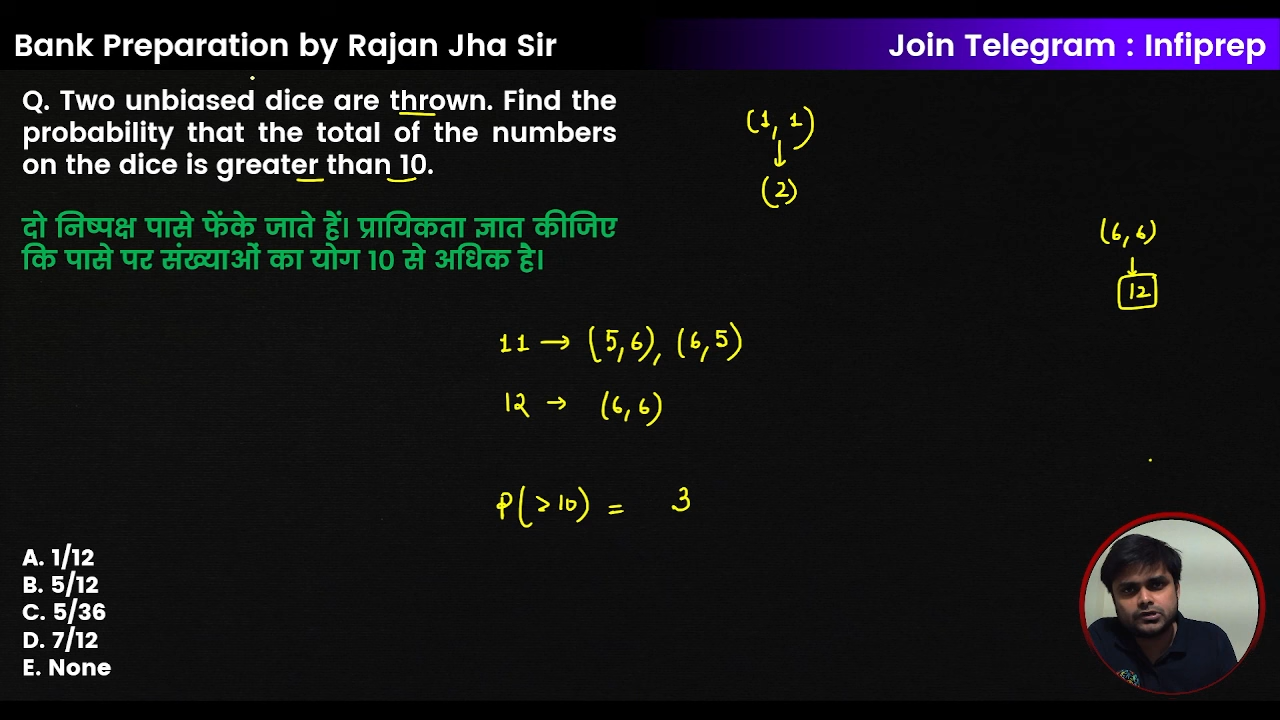 Bank Preparation by Rajan Jha Sir
Join Telegram : Infiprep
Q. Two unbiased dice are thrown. Find the
probability that the total of the numbers
on the dice is greater than 10.
दो निष्पक्ष पासे फेंके जाते हैं। प्रायिकता ज्ञात कीजिए
कि पासे पर संख्याओं का योग 10 से अधिक है।
(1, 1)
↓
(2)
(6, 6)
↓
12
11 → (5, 6), (6, 5)
12 → (6, 6)
P(>10) = 3
A. 1/12
B. 5/12
C. 5/36
D. 7/12
E. None